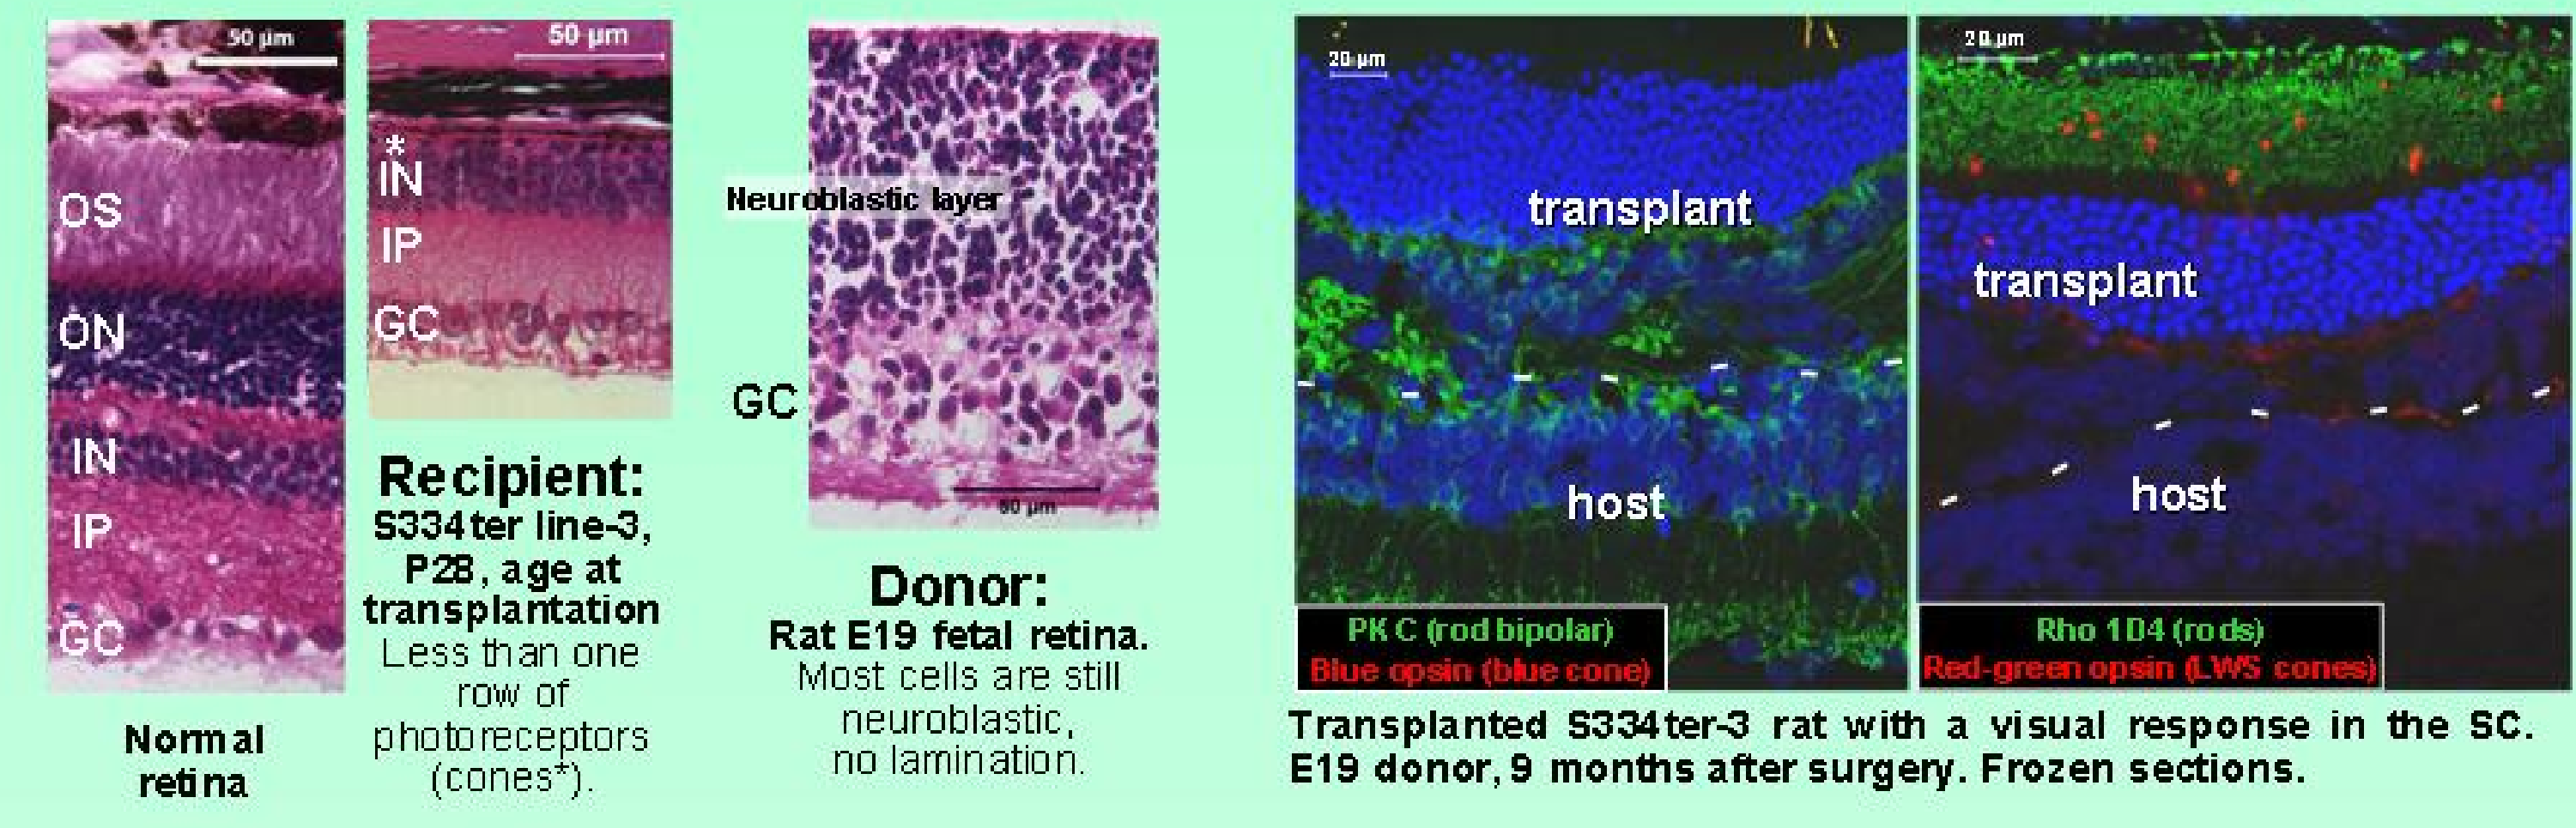 50 µm
OS
ON
IN
IP
GC
Normal
retina
50 µm
*
IN
IP
GC
Recipient:
S334ter line-3,
P28, age at
transplantation
Less than one
row of
photoreceptors
(cones*).
Neuroblastic layer
GC
50 µm
Donor:
Rat E19 fetal retina.
Most cells are still
neuroblastic,
no lamination.
20 µm
transplant
host
PKC (rod bipolar)
Blue opsin (blue cone)
20 µm
transplant
host
Rho 1D4 (rods)
Red-green opsin (LWS cones)
Transplanted S334ter-3 rat with a visual response in the SC.
E19 donor, 9 months after surgery. Frozen sections.